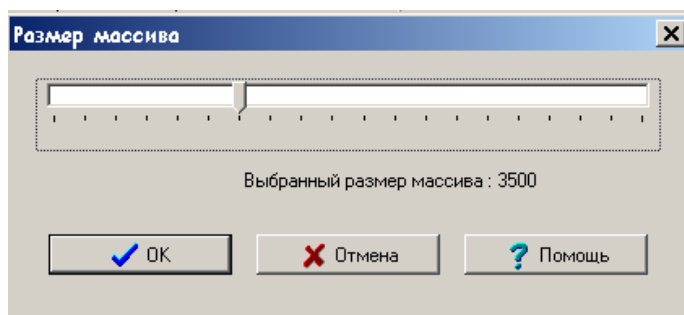 Размер массива
Выбранный размер массива : 3500
OK
Отмена
Помощь